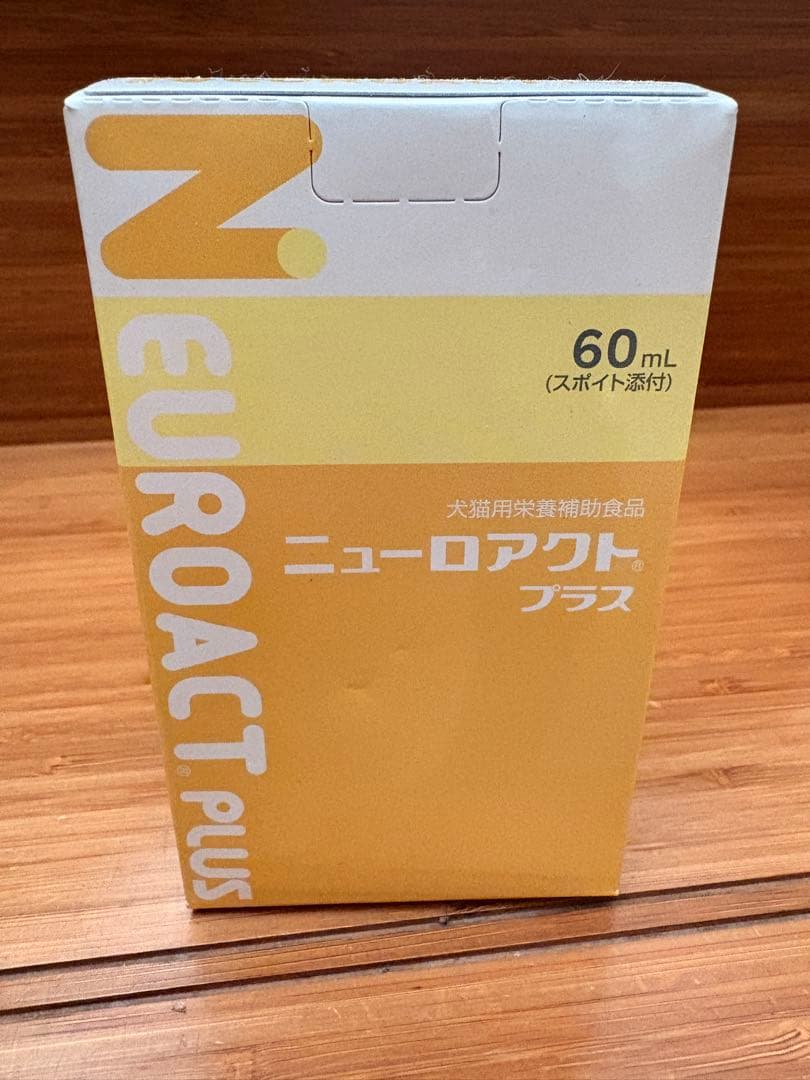 NEUROACT® PLUS
60mL
(スポイト添付)
犬猫用栄養補助食品
ニューロアクト®
プラス